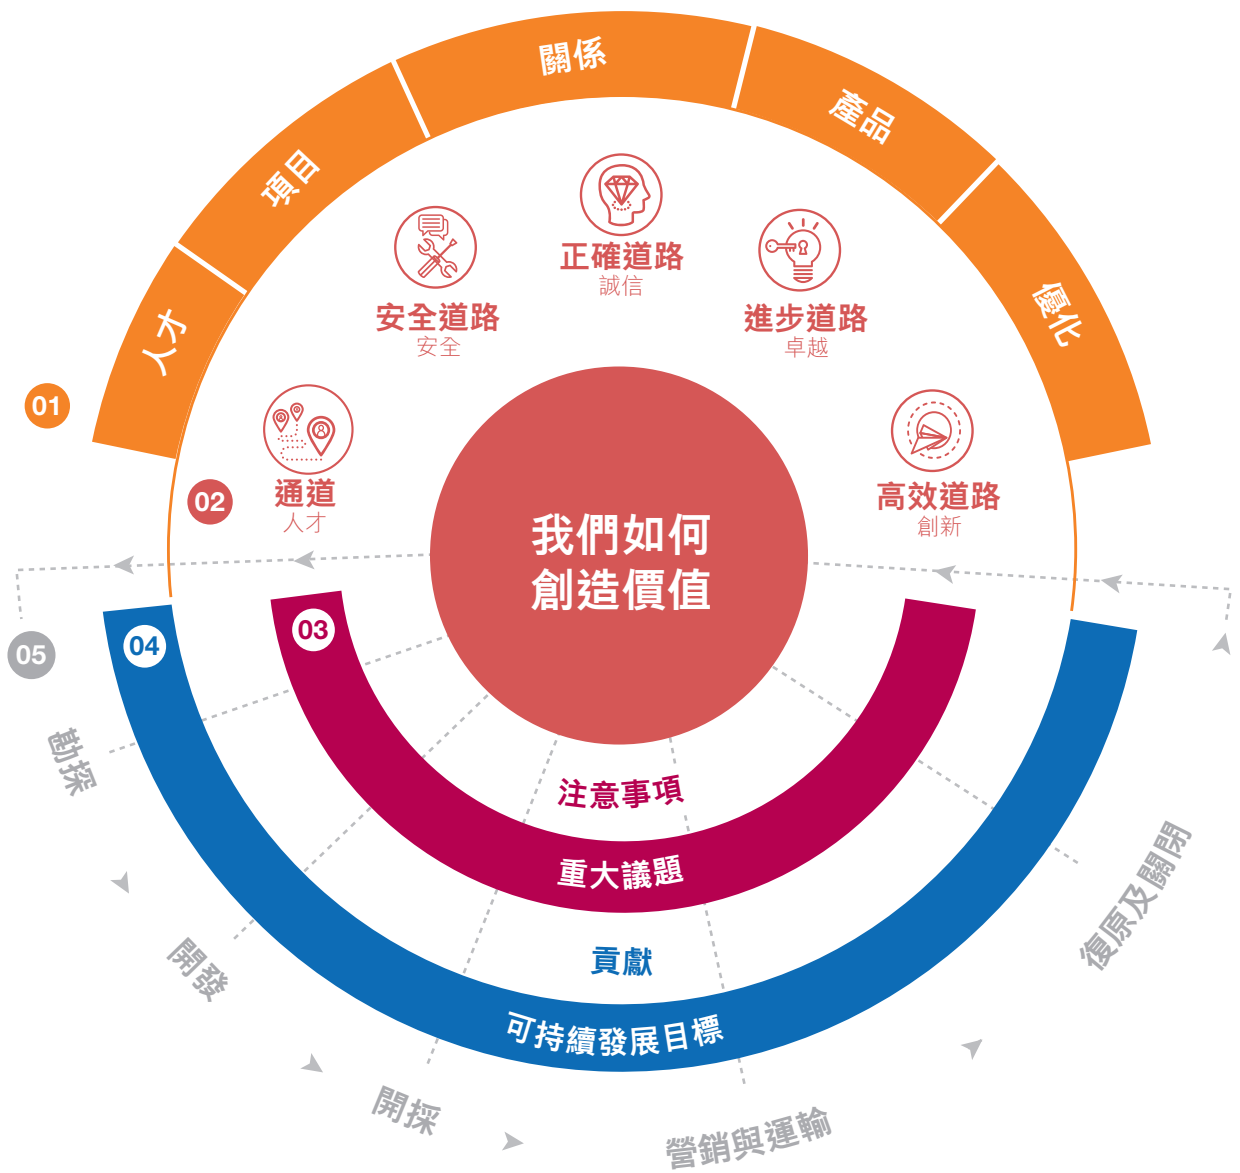 01
人才
項目
關係
產品
優化
02
通道
人才
安全道路
安全
正確道路
誠信
進步道路
卓越
高效道路
創新
我們如何
創造價值
03
注意事項
重大議題
04
貢獻
可持續發展目標
05
勘探
開發
開採
營銷與運輸
復原及關閉